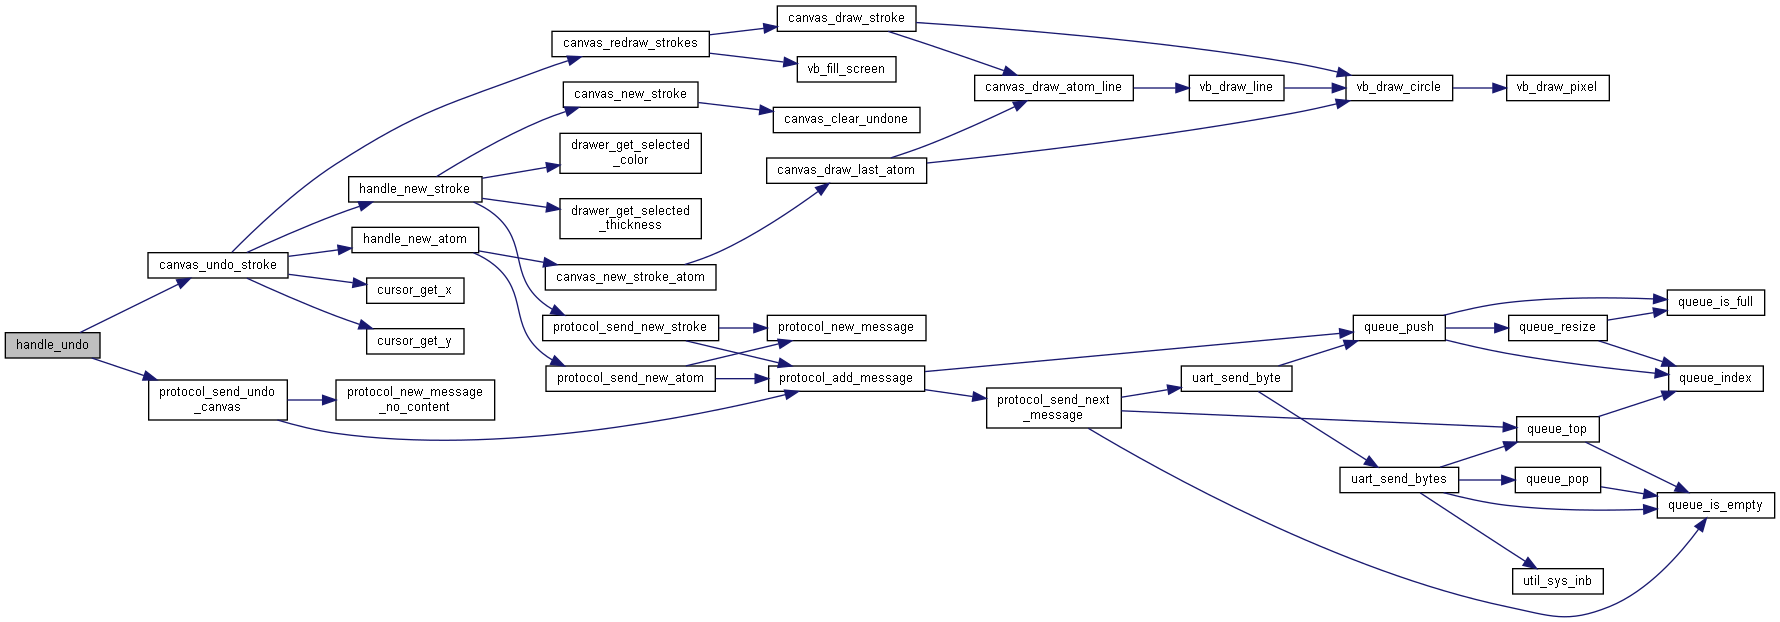 handle_undo
canvas_undo_stroke
protocol_send_undo
_canvas
canvas_redraw_strokes
handle_new_stroke
handle_new_atom
cursor_get_x
cursor_get_y
protocol_new_message
_no_content
canvas_new_stroke
drawer_get_selected
_color
drawer_get_selected
_thickness
canvas_new_stroke_atom
protocol_send_new_stroke
protocol_send_new_atom
canvas_draw_stroke
vb_fill_screen
canvas_clear_undone
canvas_draw_last_atom
protocol_new_message
protocol_add_message
canvas_draw_atom_line
protocol_send_next
_message
vb_draw_line
uart_send_byte
vb_draw_circle
queue_push
uart_send_bytes
vb_draw_pixel
queue_resize
queue_top
queue_pop
util_sys_inb
queue_is_full
queue_index
queue_is_empty